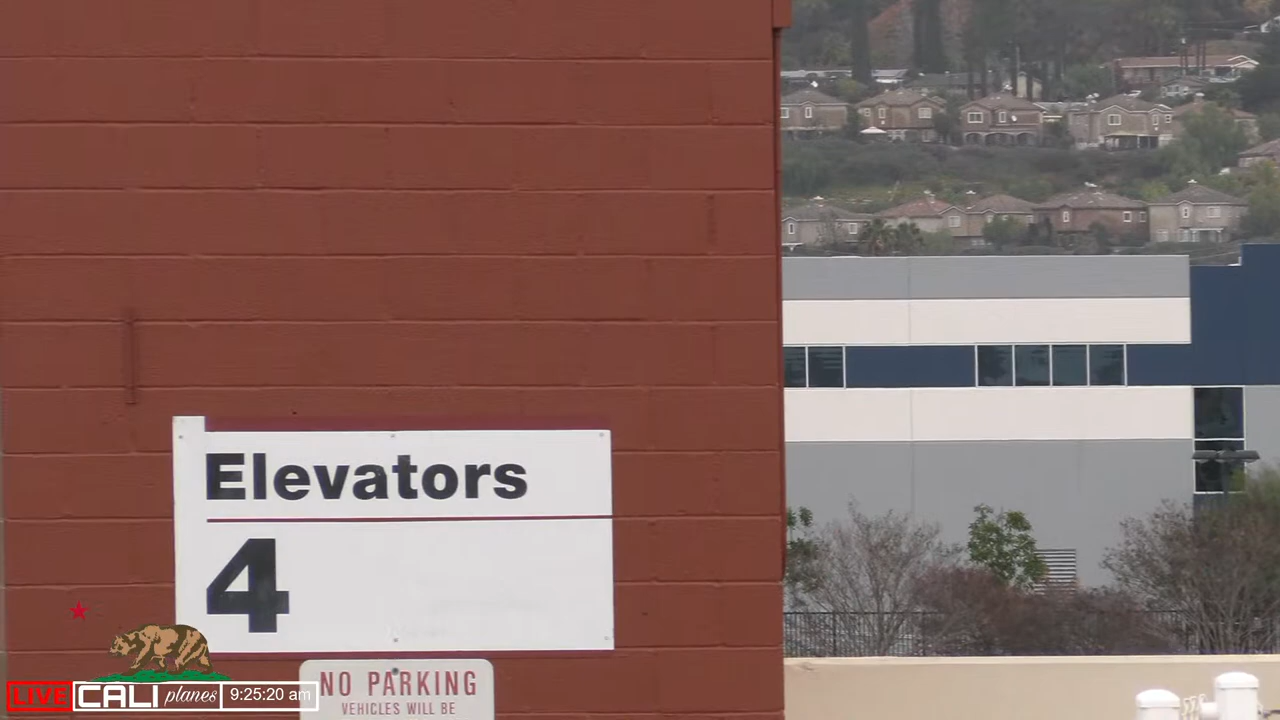 Elevators
4
NO PARKING
VEHICLES WILL BE
LIVE CALI planes 9:25:20 am